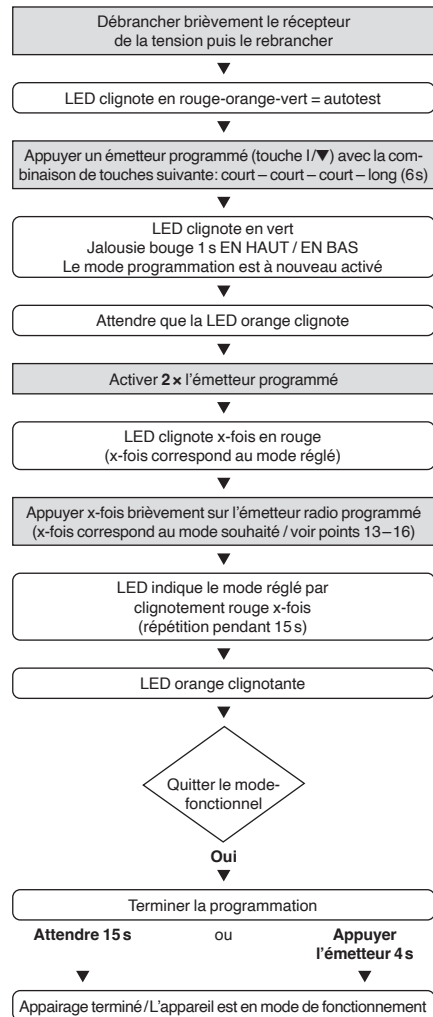 Débrancher brièvement le récepteur
de la tension puis le rebrancher
LED clignote en rouge-orange-vert = autotest
Appuyer un émetteur programmé (touche I/▼) avec la com-
binaison de touches suivante: court – court – court – long (6 s)
LED clignote en vert
Jalousie bouge 1 s EN HAUT / EN BAS
Le mode programmation est à nouveau activé
Attendre que la LED orange clignote
Activer 2 × l'émetteur programmé
LED clignote x-fois en rouge
(x-fois correspond au mode réglé)
Appuyer x-fois brièvement sur l'émetteur radio programmé
(x-fois correspond au mode souhaité / voir points 13–16)
LED indique le mode réglé par
clignotement rouge x-fois
(répétition pendant 15 s)
LED orange clignotante
Quitter le mode-
fonctionnel
Oui
Terminer la programmation
Attendre 15 s ou Appuyer
l'émetteur 4 s
Appairage terminé/L'appareil est en mode de fonctionnement